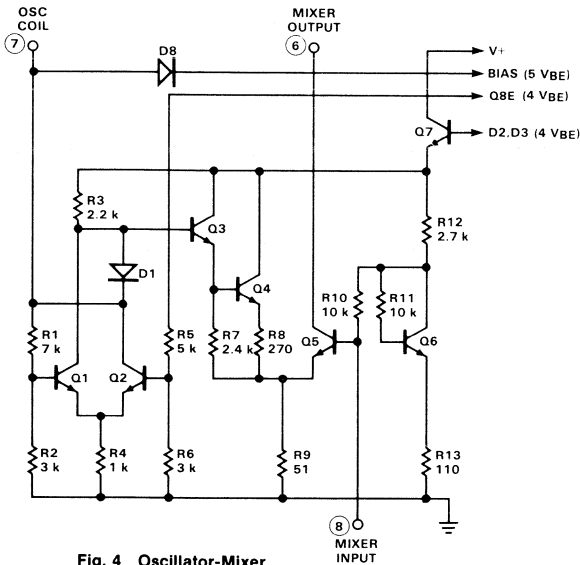 OSC
COIL
7
MIXER
OUTPUT
6
D8
V+
BIAS (5 VBE)
Q8E (4 VBE)
Q7
D2,D3 (4 VBE)
R3
2.2 k
Q3
R12
2.7 k
D1
Q4
R10
10 k
R11
10 k
R1
7 k
R5
5 k
R7
2.4 k
R8
270
Q5
Q6
Q1
Q2
R2
3 k
R4
1 k
R6
3 k
R9
51
R13
110
8
MIXER
INPUT
Fig. 4 Oscillator-Mixer